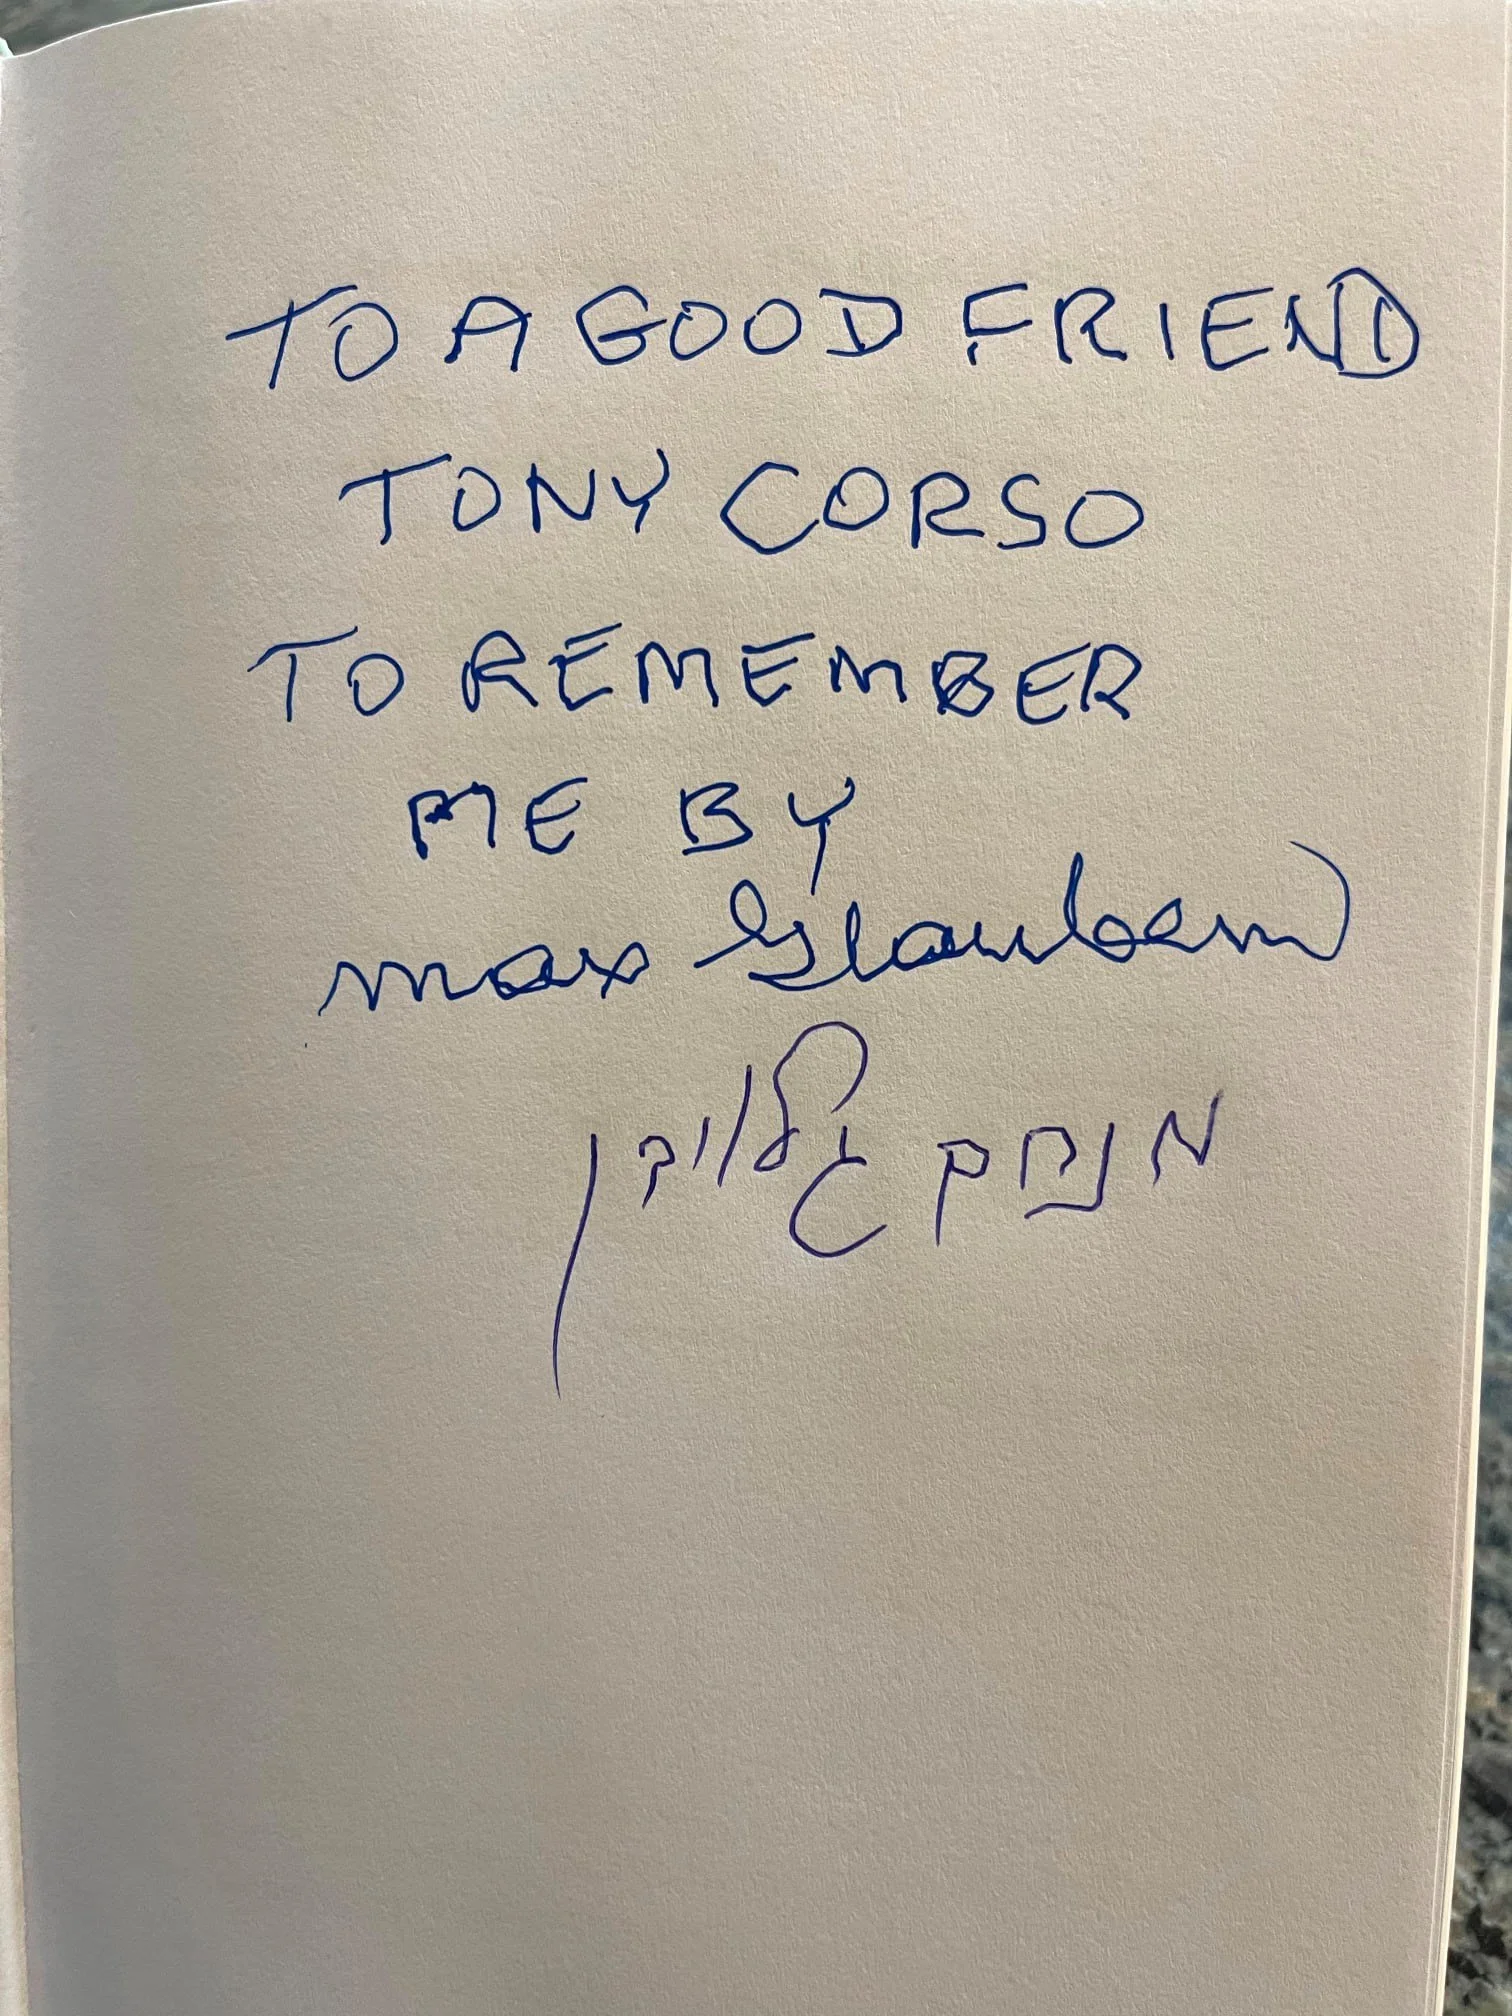 TO A GOOD FRIEND
TONY CORSO
TO REMEMBER
ME BY
Max Glauben
מנחם גלויבן